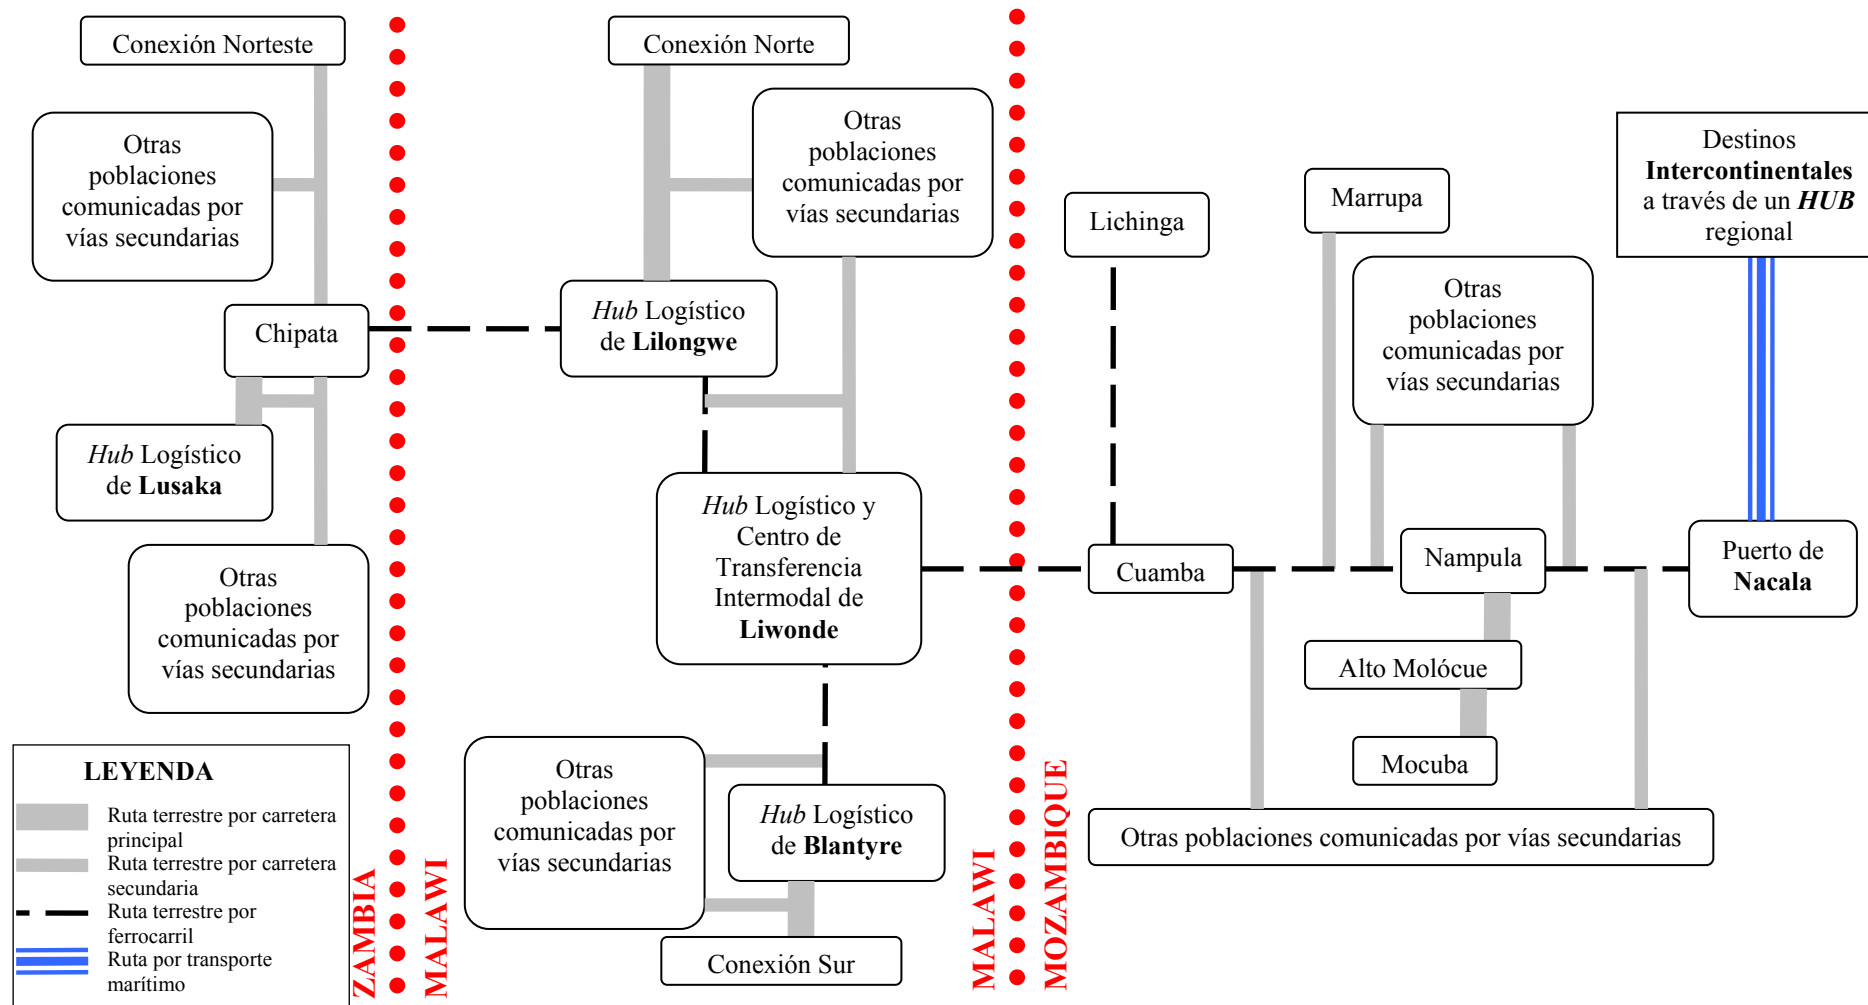 Conexión Norteste
Conexión Norte
Otras
poblaciones
comunicadas por
vías secundarias
Otras
poblaciones
comunicadas por
vías secundarias
Destinos
Intercontinentales
a través de un HUB
regional
Marrupa
Lichinga
Otras
poblaciones
comunicadas por
vías secundarias
Chipata
Hub Logístico
de Lilongwe
Hub Logístico
de Lusaka
Hub Logístico y
Centro de
Transferencia
Intermodal de
Liwonde
Cuamba
Nampula
Puerto de
Nacala
Otras
poblaciones
comunicadas por
vías secundarias
Alto Molócue
Mocuba
Otras
poblaciones
comunicadas por
vías secundarias
Hub Logístico
de Blantyre
Otras poblaciones comunicadas por vías secundarias
Conexión Sur
LEYENDA
Ruta terrestre por carretera
principal
Ruta terrestre por carretera
secundaria
Ruta terrestre por
ferrocarril
Ruta por transporte
marítimo
ZAMBIA
MALAWI
MALAWI
MOZAMBIQUE